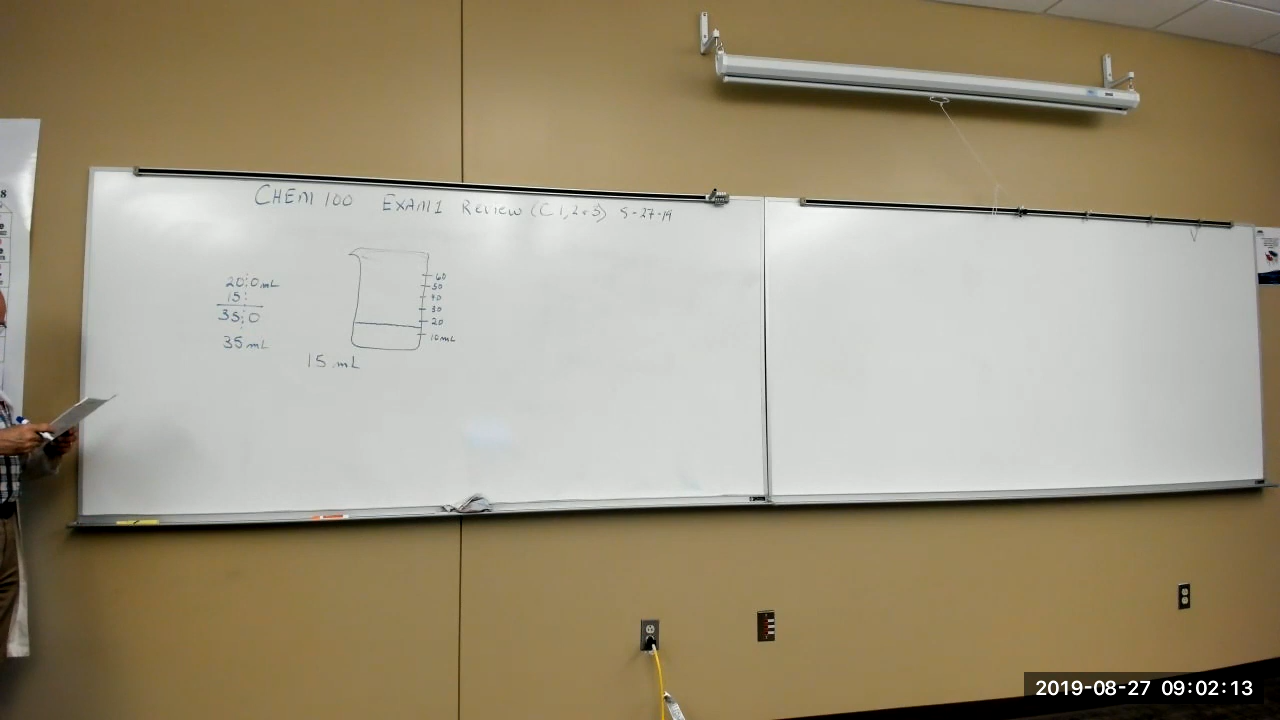 CHEM 100 EXAM 1 Review (C 1, 2 + 3) 8-27-19
20.0 mL
15.
35.0
35 mL
60
50
40
30
20
10 mL
15 mL
2019-08-27 09:02:13